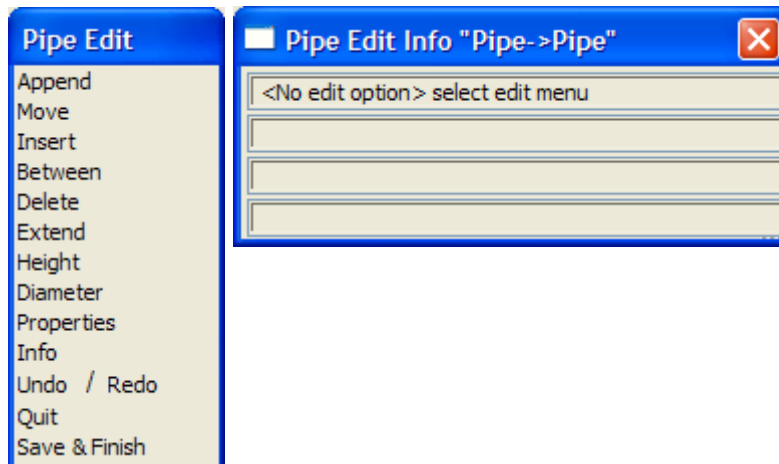 Pipe Edit
Append
Move
Insert
Between
Delete
Extend
Height
Diameter
Properties
Info
Undo / Redo
Quit
Save & Finish
Pipe Edit Info "Pipe->Pipe"
<No edit option> select edit menu